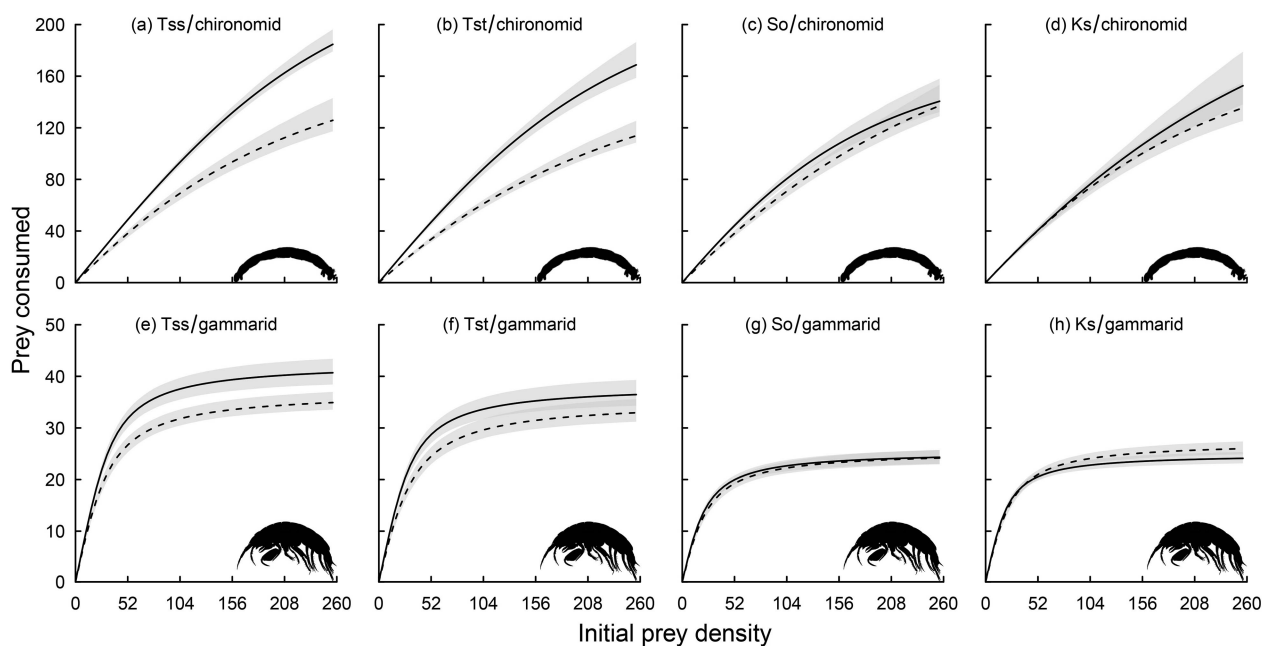 (a) Tss/chironomid (b) Tst/chironomid (c) So/chironomid (d) Ks/chironomid
200
160
120
80
40
0
(e) Tss/gammarid (f) Tst/gammarid (g) So/gammarid (h) Ks/gammarid
50
40
30
20
10
0
0 52 104 156 208 260 0 52 104 156 208 260 0 52 104 156 208 260 0 52 104 156 208 260
Prey consumed
Initial prey density